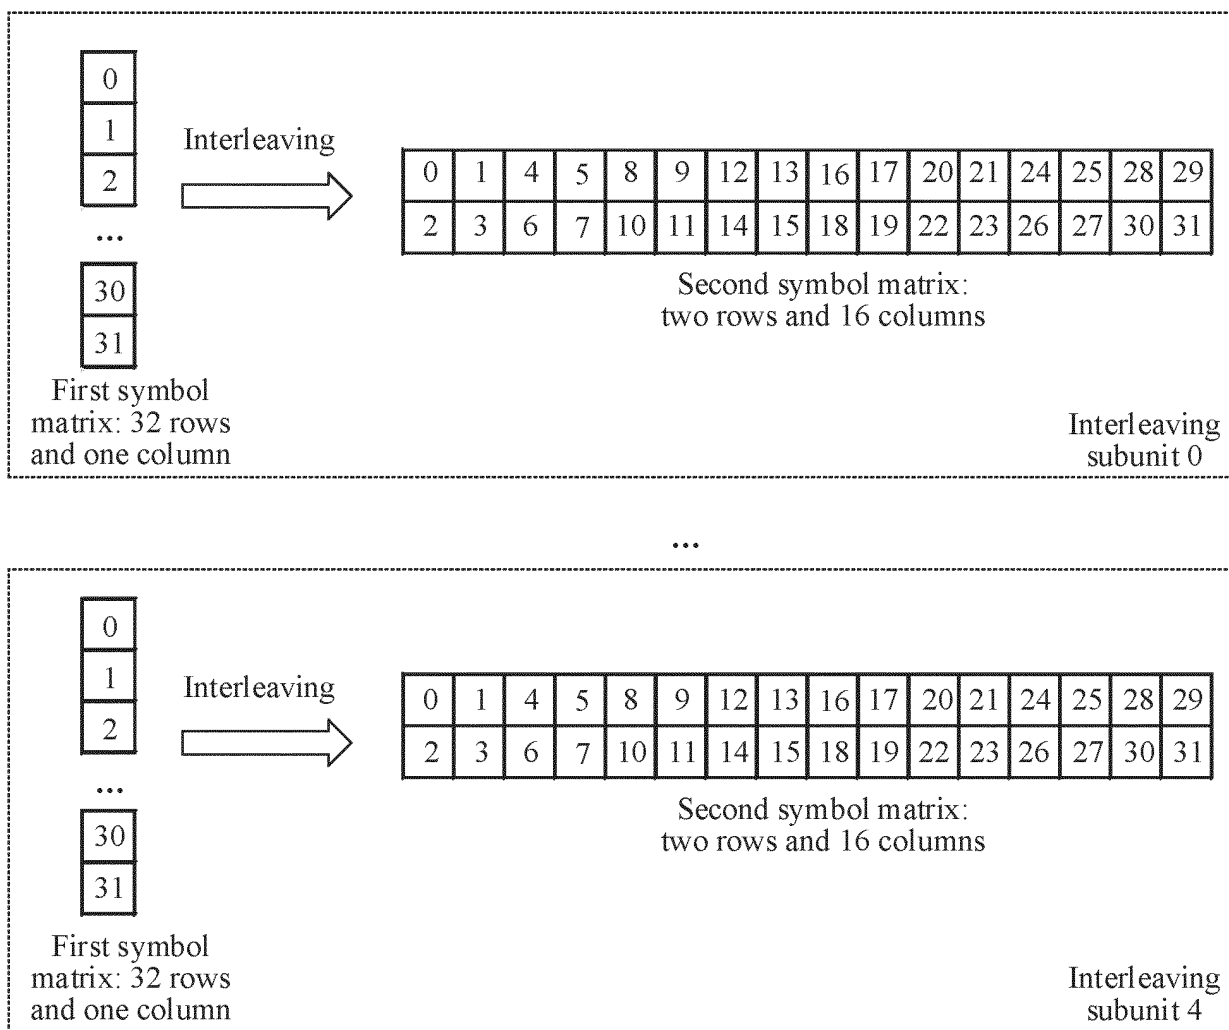 0
1
2
...
30
31
First symbol
matrix: 32 rows
and one column
Interleaving
0 1 4 5 8 9 12 13 16 17 20 21 24 25 28 29
2 3 6 7 10 11 14 15 18 19 22 23 26 27 30 31
Second symbol matrix:
two rows and 16 columns
Interleaving
subunit 0
...
0
1
2
...
30
31
First symbol
matrix: 32 rows
and one column
Interleaving
0 1 4 5 8 9 12 13 16 17 20 21 24 25 28 29
2 3 6 7 10 11 14 15 18 19 22 23 26 27 30 31
Second symbol matrix:
two rows and 16 columns
Interleaving
subunit 4